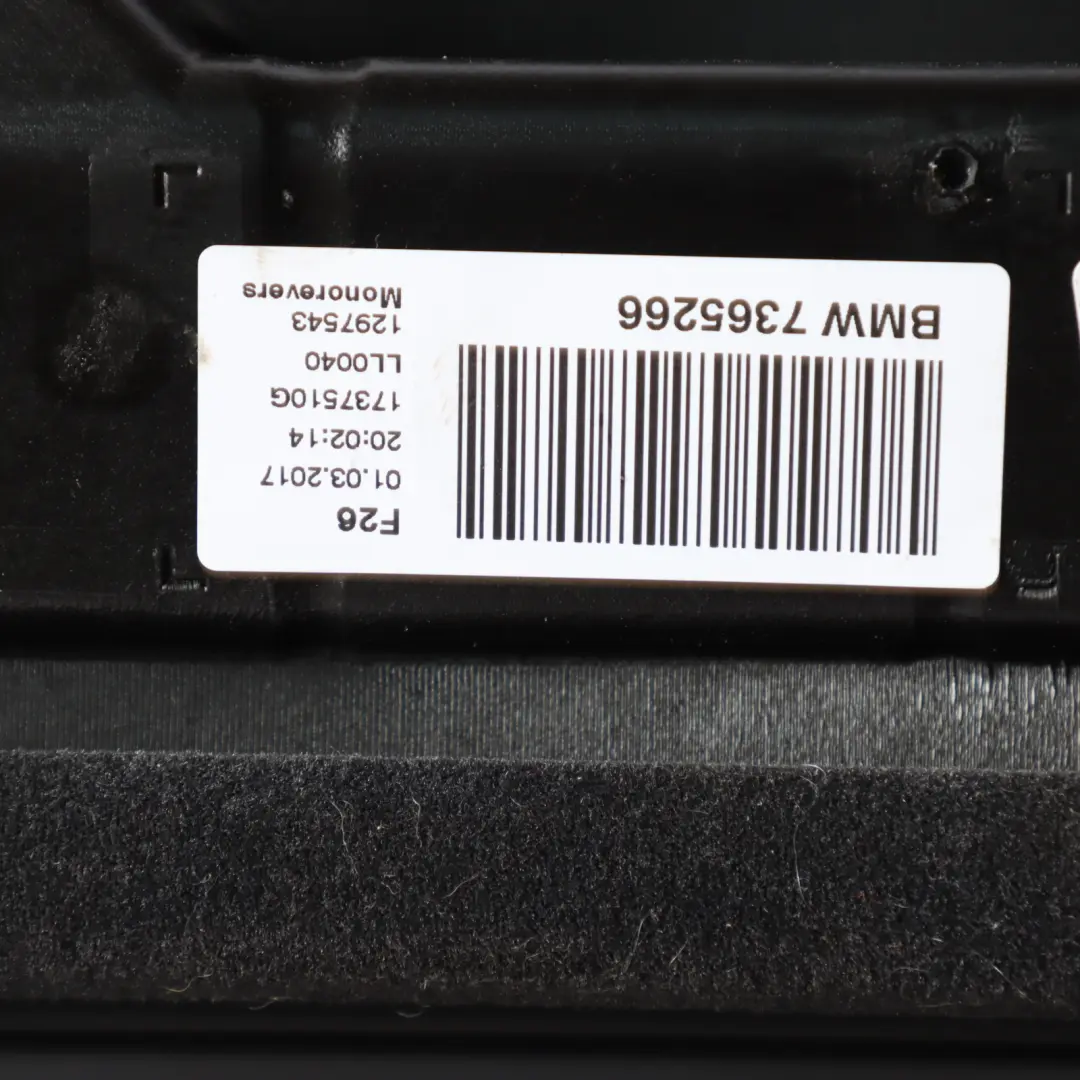 F26
01.03.2017
20:02:14
1737510G
LL0040
1297543
Monorevers
BMW 7365266